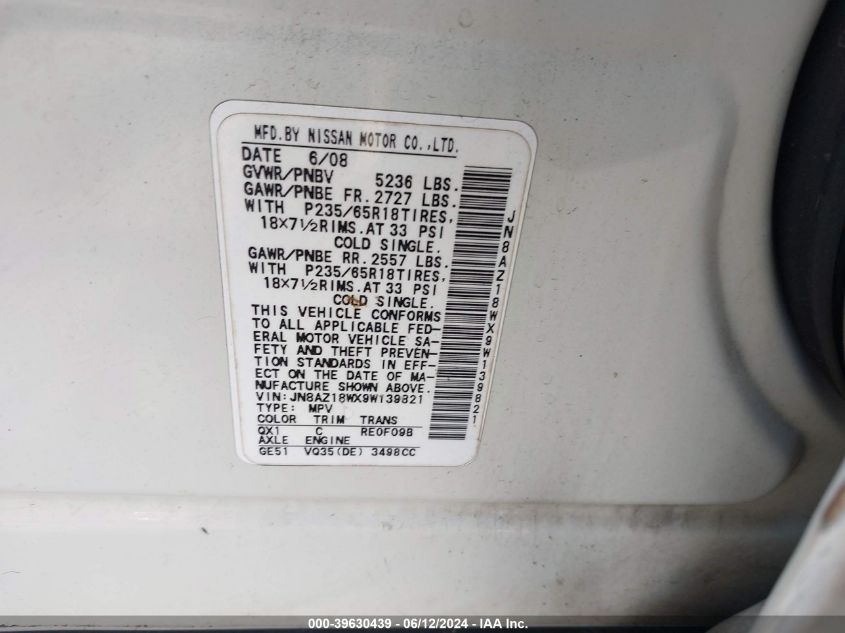 MFD.BY NISSAN MOTOR CO.,LTD.
DATE 6/08
GVWR/PNBV 5236 LBS.
GAWR/PNBE FR. 2727 LBS.
WITH P235/65R18TIRES,
18X7½RIMS.AT 33 PSI
COLD SINGLE.
GAWR/PNBE RR. 2557 LBS.
WITH P235/65R18TIRES,
18X7½RIMS.AT 33 PSI
COLD SINGLE.
THIS VEHICLE CONFORMS
TO ALL APPLICABLE FED-
ERAL MOTOR VEHICLE SA-
FETY AND THEFT PREVEN-
TION STANDARDS IN EFF-
ECT ON THE DATE OF MA-
NUFACTURE SHOWN ABOVE.
VIN:JN8AZ18WX9W139821
TYPE: MPV
COLOR TRIM TRANS
QX1 C RE0F09B
AXLE ENGINE
GE51 VQ35(DE) 3498CC
JN8AZ18WX9W139821
000-39630439 - 06/12/2024 - IAA Inc.